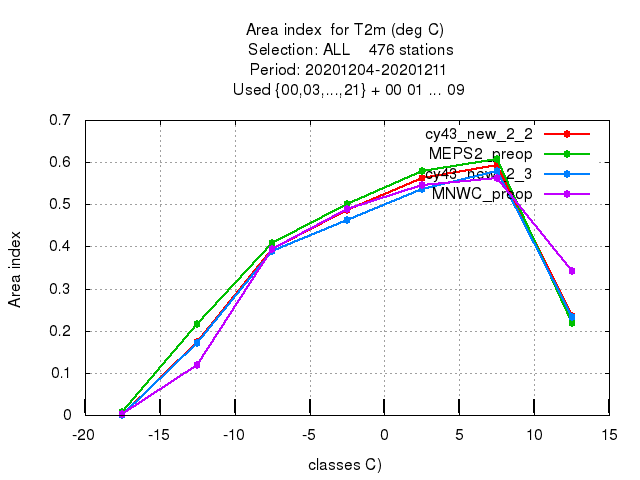 Area index  for T2m (deg C)
Selection: ALL    476 stations
Period: 20201204-20201211
Used {00,03,...,21} + 00 01 ... 09
0.7
0.6
0.5
0.4
0.3
0.2
0.1
0
Area index
cy43_new_2_2
MEPS2_preop
cy43_new_2_3
MNWC_preop
-20 -15 -10 -5 0 5 10 15
classes C)